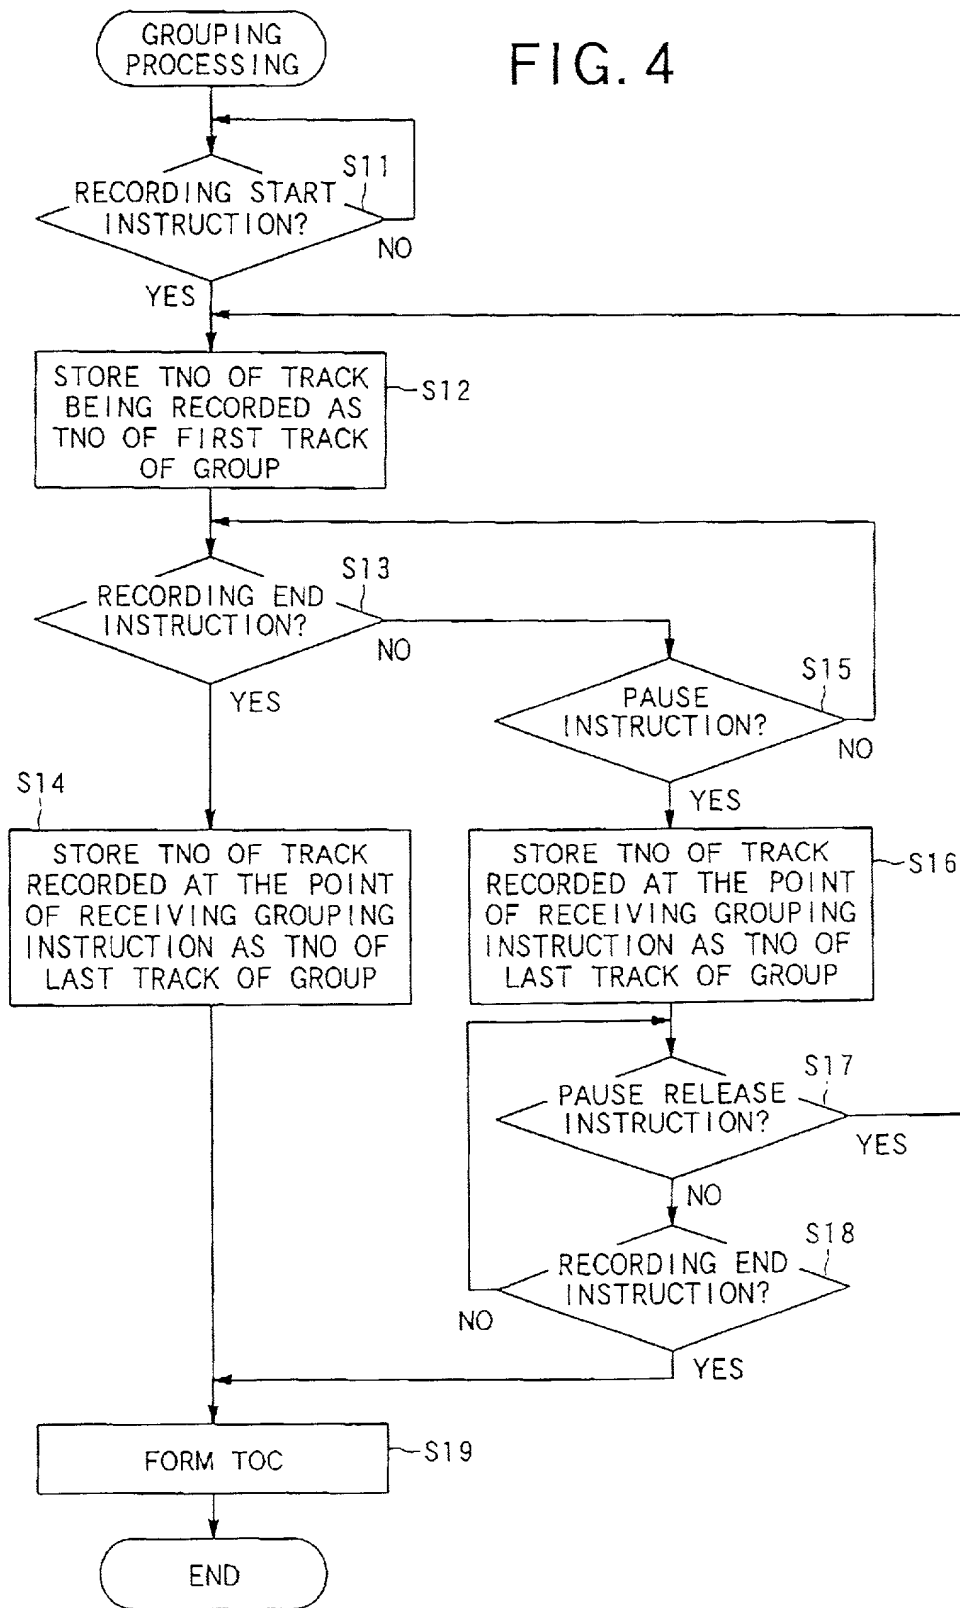 GROUPING
PROCESSING
FIG. 4
S11
RECORDING START
INSTRUCTION?
NO
YES
STORE TNO OF TRACK
BEING RECORDED AS
TNO OF FIRST TRACK
OF GROUP
S12
S13
RECORDING END
INSTRUCTION?
NO
YES
S15
PAUSE
INSTRUCTION?
NO
YES
S14
STORE TNO OF TRACK
RECORDED AT THE POINT
OF RECEIVING GROUPING
INSTRUCTION AS TNO OF
LAST TRACK OF GROUP
STORE TNO OF TRACK
RECORDED AT THE POINT
OF RECEIVING GROUPING
INSTRUCTION AS TNO OF
LAST TRACK OF GROUP
S16
S17
PAUSE RELEASE
INSTRUCTION?
YES
NO
S18
RECORDING END
INSTRUCTION?
NO
YES
FORM TOC
S19
END